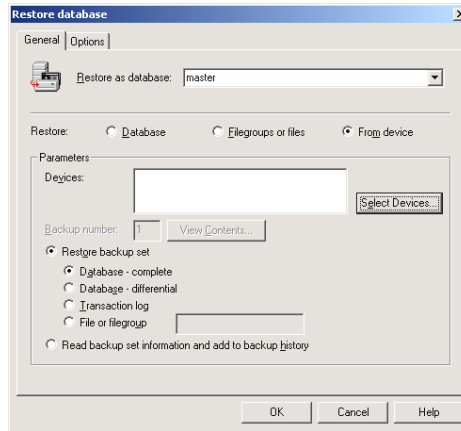 Restore database
General Options
Restore as database: master
Restore: Database Filegroups or files From device
Parameters
Devices:
Select Devices...
Backup number: 1 View Contents...
Restore backup set
Database - complete
Database - differential
Transaction log
File or filegroup
Read backup set information and add to backup history
OK Cancel Help